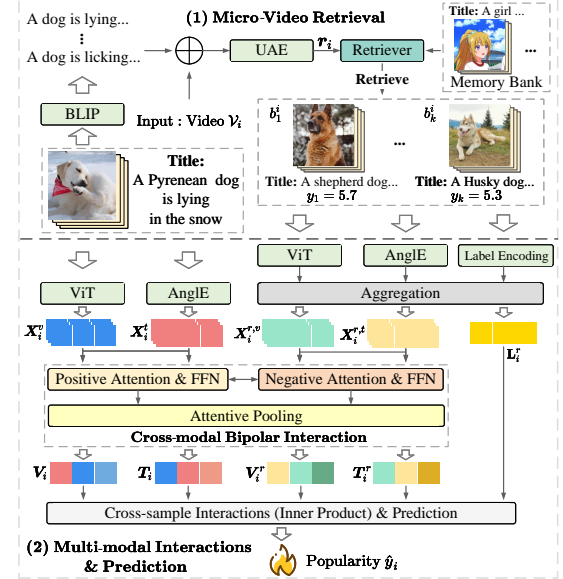 (1) Micro-Video Retrieval
A dog is lying...
⋮
A dog is licking...
UAE
r_i
Retriever
Title: A girl ...
...
Memory Bank
Retrieve
BLIP
Input : Video 𝒱_i
b_1^i
...
b_k^i
Title:
A Pyrenean dog
is lying
in the snow
Title: A shepherd dog...
y_1 = 5.7
Title: A Husky dog...
y_k = 5.3
ViT
AnglE
Label Encoding
ViT
AnglE
Aggregation
X_i^v
X_i^t
X_i^{r,v}
X_i^{r,t}
L_i^r
Positive Attention & FFN
Negative Attention & FFN
Attentive Pooling
Cross-modal Bipolar Interaction
V_i
T_i
V_i^r
T_i^r
Cross-sample Interactions (Inner Product) & Prediction
(2) Multi-modal Interactions
& Prediction
Popularity ŷ_i